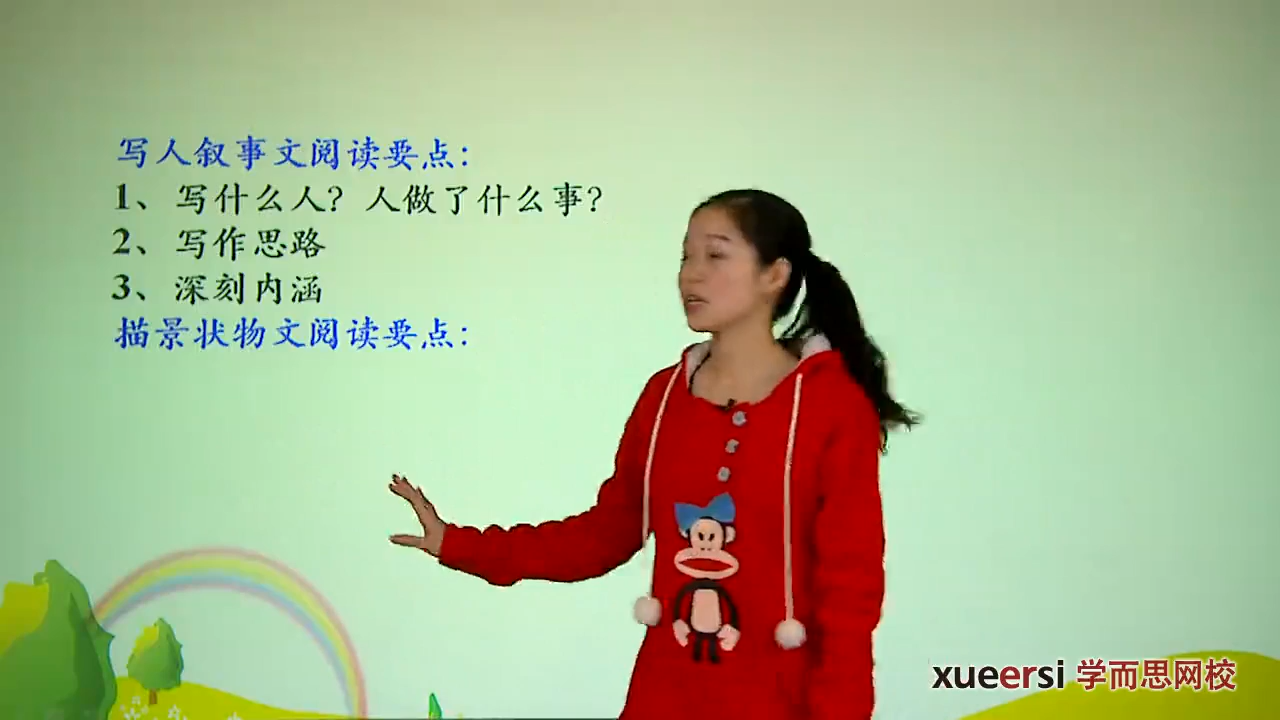 写人叙事文阅读要点：
1、写什么人？人做了什么事？
2、写作思路
3、深刻内涵
描景状物文阅读要点：
xueersi 学而思网校